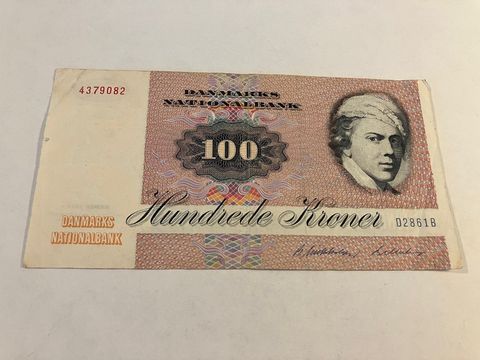 4379082
DANMARKS
NATIONALBANK
100
Hundrede Kroner
D2861B
DANMARKS
NATIONALBANK